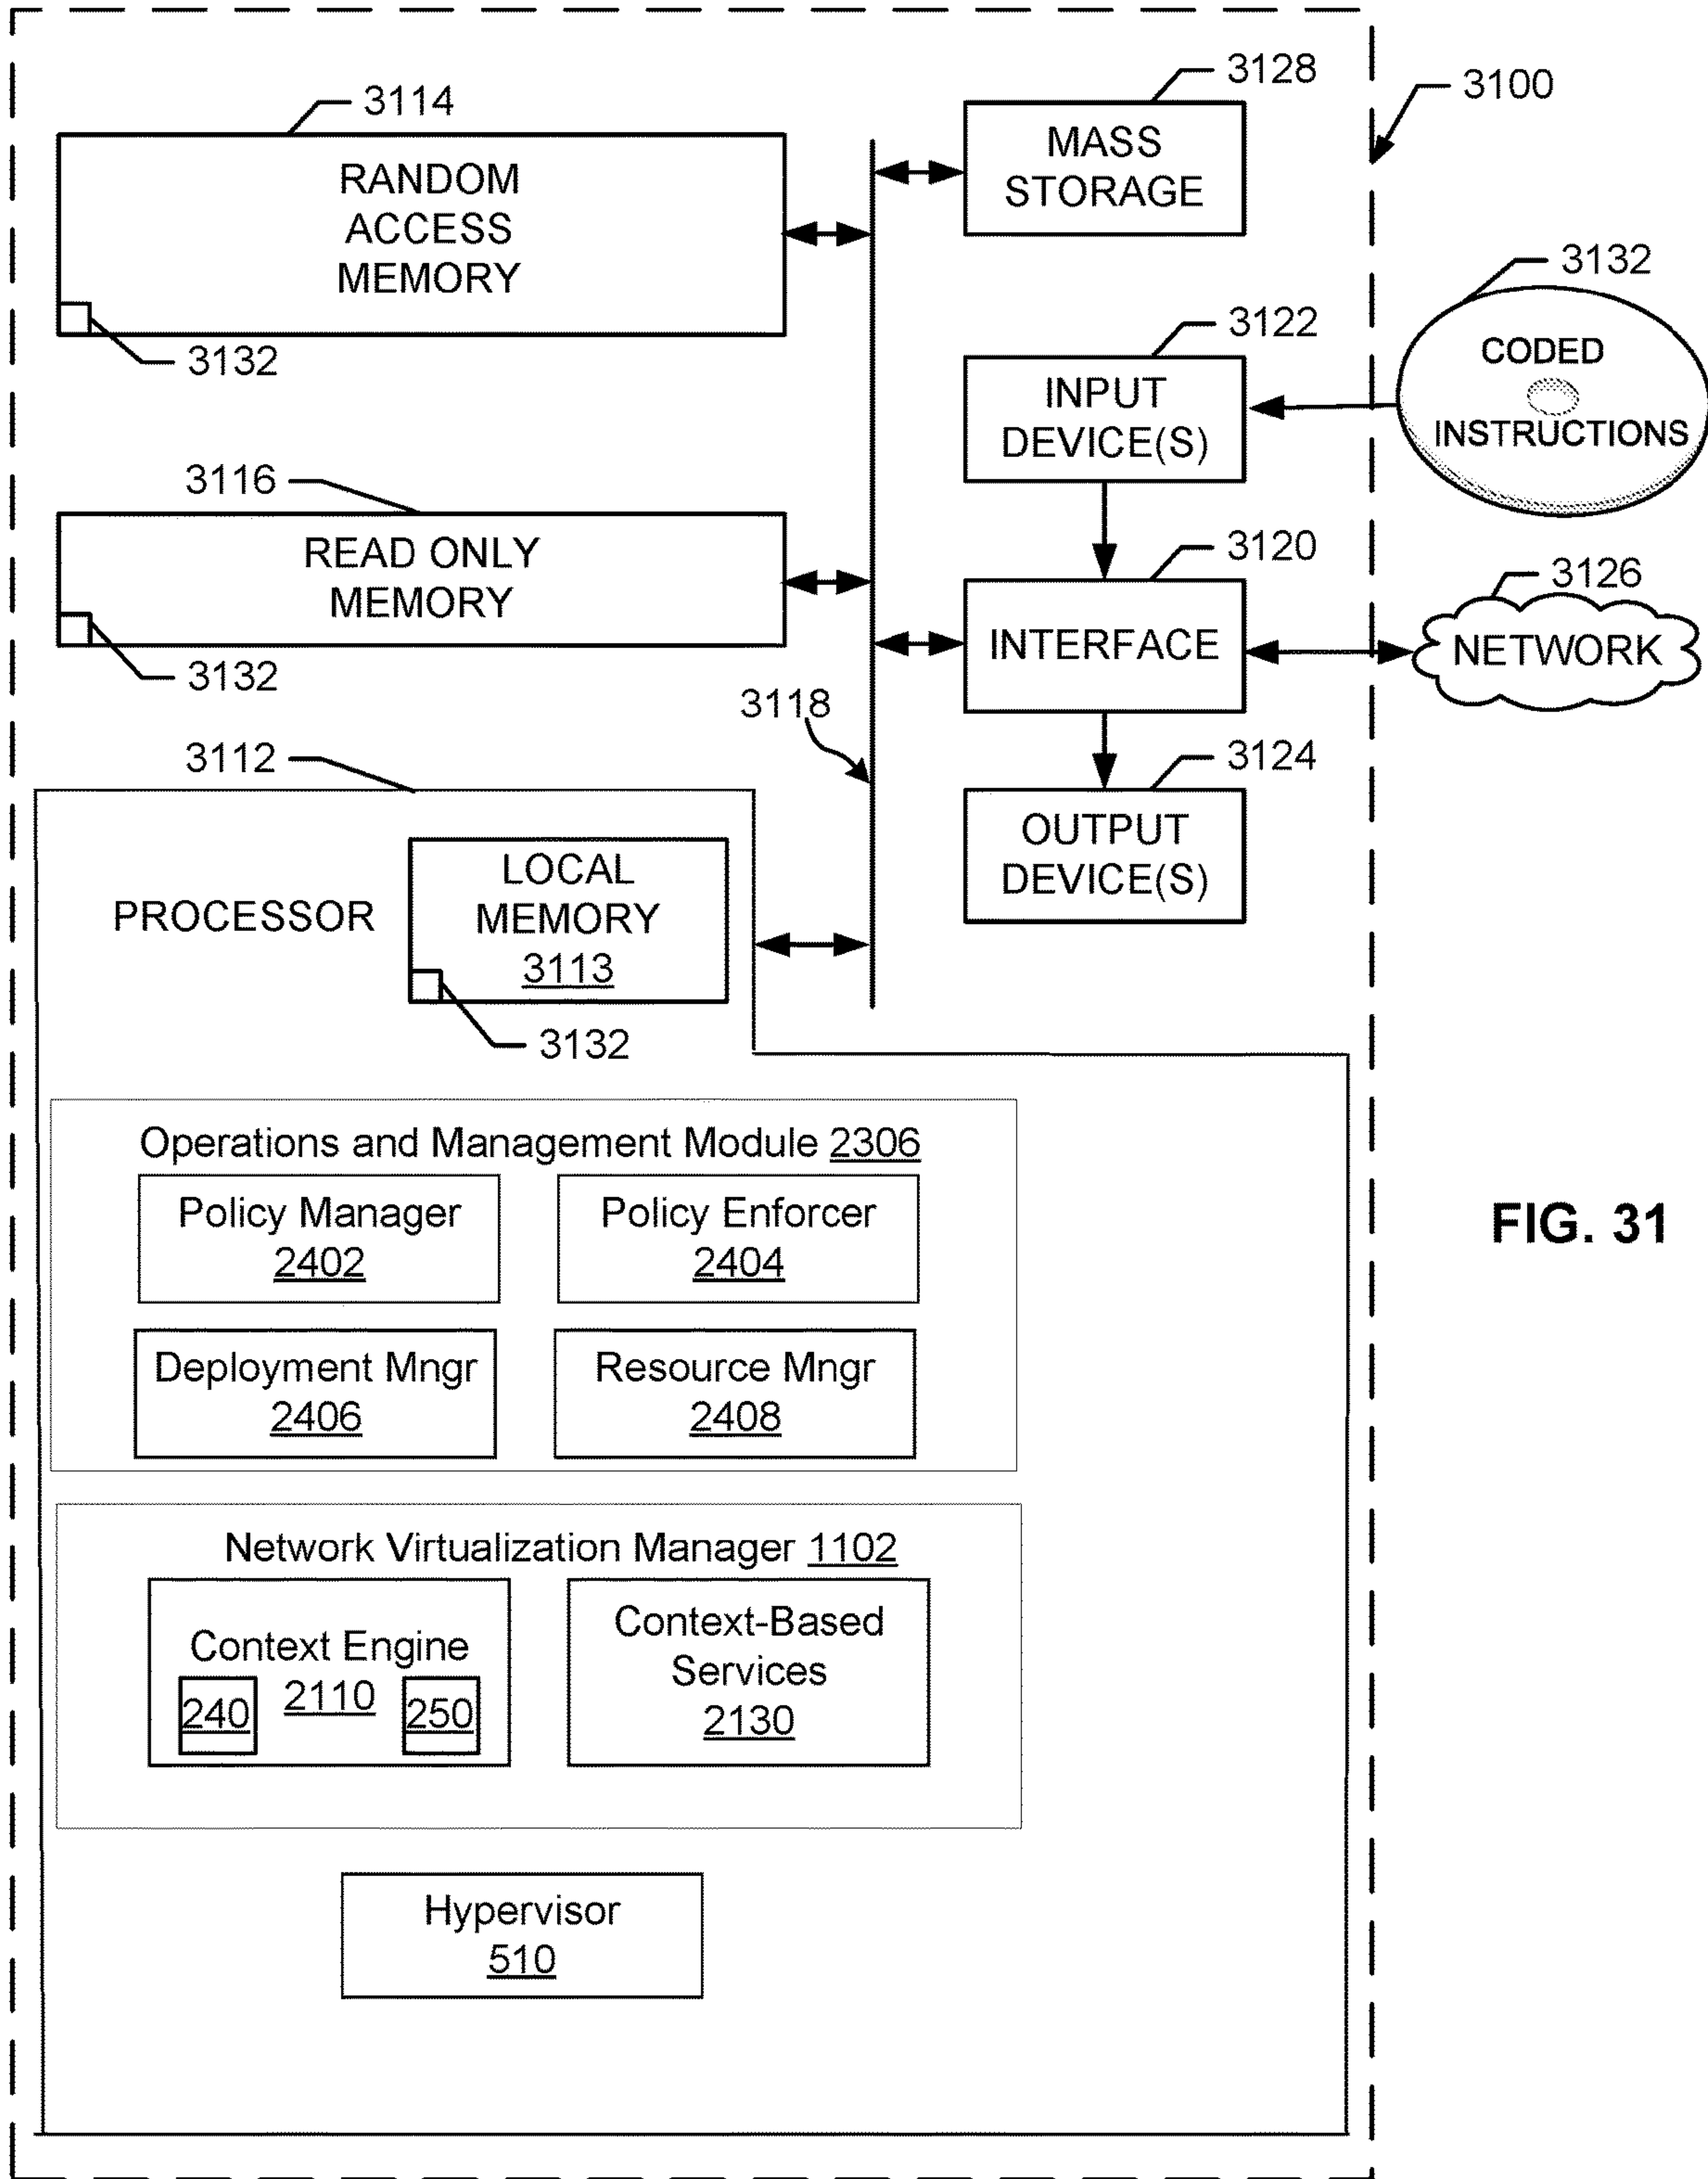 3114
RANDOM
ACCESS
MEMORY
3132
3128
MASS
STORAGE
3100
3122
INPUT
DEVICE(S)
3132
CODED
INSTRUCTIONS
3116
READ ONLY
MEMORY
3132
3120
INTERFACE
3126
NETWORK
3118
3124
OUTPUT
DEVICE(S)
3112
PROCESSOR
LOCAL
MEMORY
3113
3132
Operations and Management Module 2306
Policy Manager
2402
Policy Enforcer
2404
Deployment Mngr
2406
Resource Mngr
2408
Network Virtualization Manager 1102
Context Engine
2110
240
250
Context-Based
Services
2130
Hypervisor
510
FIG. 31